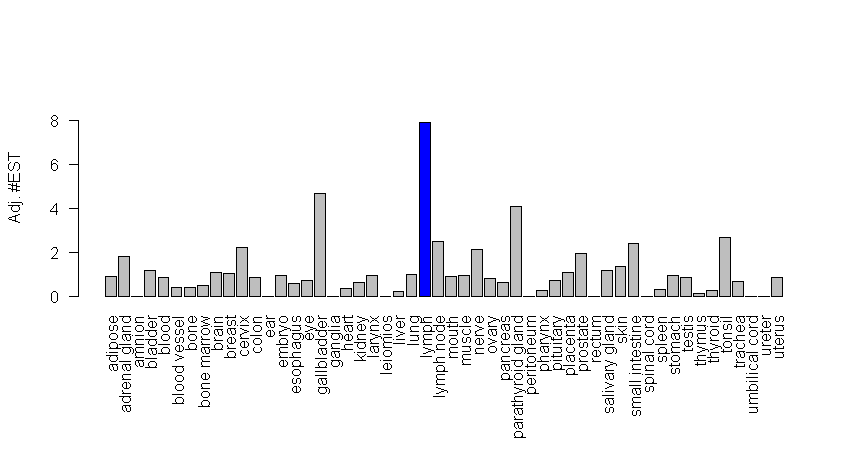 Adj. #EST
8
6
4
2
0
adipose
adrenal gland
amnion
bladder
blood
blood vessel
bone
bone marrow
brain
breast
cervix
colon
ear
embryo
esophagus
eye
gallbladder
ganglia
heart
kidney
larynx
leiomios
liver
lung
lymph
lymph node
mouth
muscle
nerve
ovary
pancreas
parathyroid gland
peritoneum
pharynx
pituitary
placenta
prostate
rectum
salivary gland
skin
small intestine
spinal cord
spleen
stomach
testis
thymus
thyroid
tonsil
trachea
umbilical cord
ureter
uterus